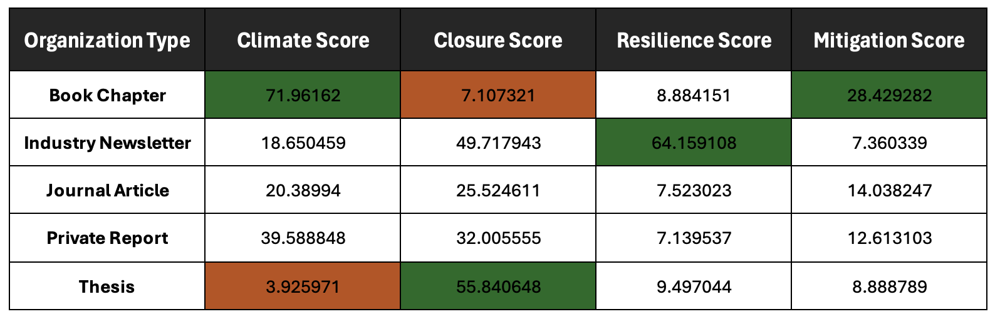 Organization Type Climate Score Closure Score Resilience Score Mitigation Score
Book Chapter 71.96162 7.107321 8.884151 28.429282
Industry Newsletter 18.650459 49.717943 64.159108 7.360339
Journal Article 20.38994 25.524611 7.523023 14.038247
Private Report 39.588848 32.005555 7.139537 12.613103
Thesis 3.925971 55.840648 9.497044 8.888789